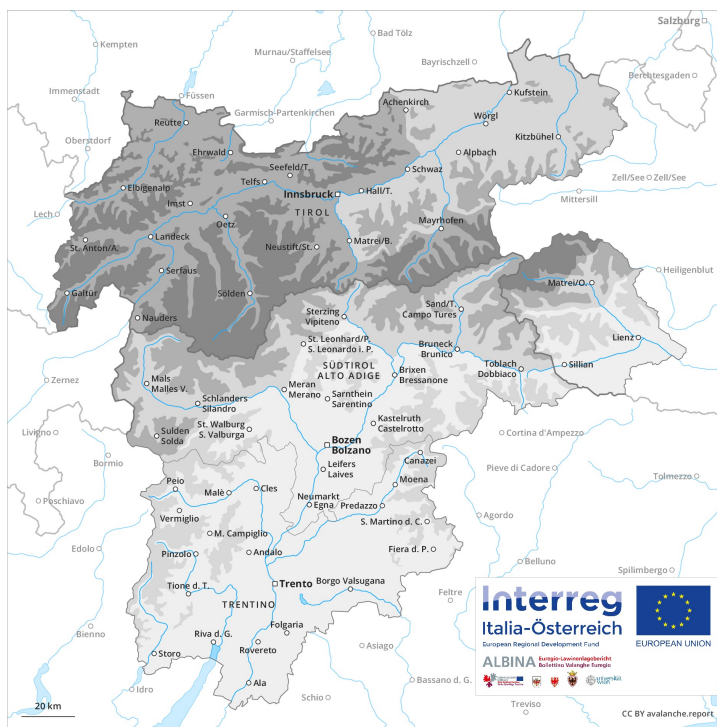 Salzburg
Kempten
Bad Tölz
Murnau/Staffelsee
Bayrischzell
Berchtesgaden
Immenstadt
Füssen
Kufstein
Achenkirch
Garmisch-Partenkirchen
Reutte
Wörgl
Oberstdorf
Ehrwald
Kitzbühel
Alpbach
Seefeld/T.
Schwaz
Telfs
Zell/See
Zell/See
Elbigenalp
Innsbruck
Hall/T.
Mittersill
Imst
TIROL
Lech
Oetz
Mayrhofen
St. Anton/A.
Landeck
Neustift/St.
Matrei/B.
Serfaus
Heiligenblut
Galtür
Sölden
Matrei/O.
Nauders
Sterzing
Vipiteno
Sand/T.
Campo Tures
Lienz
St. Leonhard/P.
S. Leonardo i. P.
Bruneck
Brunico
SÜDTIROL
ALTO ADIGE
Toblach
Dobbiaco
Sillian
Zernez
Mals
Malles V.
Meran
Merano
Brixen
Bressanone
Schlanders
Silandro
Sarnthein
Sarentino
St. Walburg
S. Valburga
Kastelruth
Castelrotto
Livigno
Sulden
Solda
Cortina d'Ampezzo
Bozen
Bolzano
Bormio
Canazei
Pieve di Cadore
Leifers
Laives
Tolmezzo
Peio
Moena
Malè
Cles
Poschiavo
Neumarkt
Egna
Predazzo
Vermiglio
Agordo
S. Martino d. C.
M. Campiglio
Edolo
Pinzolo
Andalo
Fiera d. P.
Belluno
Spilimbergo
Tione d. T.
Trento
Borgo Valsugana
Feltre
TRENTINO
Bienno
Riva d. G.
Folgaria
Rovereto
Asiago
Storo
Idro
Ala
Schio
Bassano d. G.
Treviso
20 km
Interreg
Italia-Österreich
European Regional Development Fund
EUROPEAN UNION
ALBINA
Euregio-Lawinenlagebericht
Bollettino Valanghe Euregio
universität
wien
CC BY avalanche.report